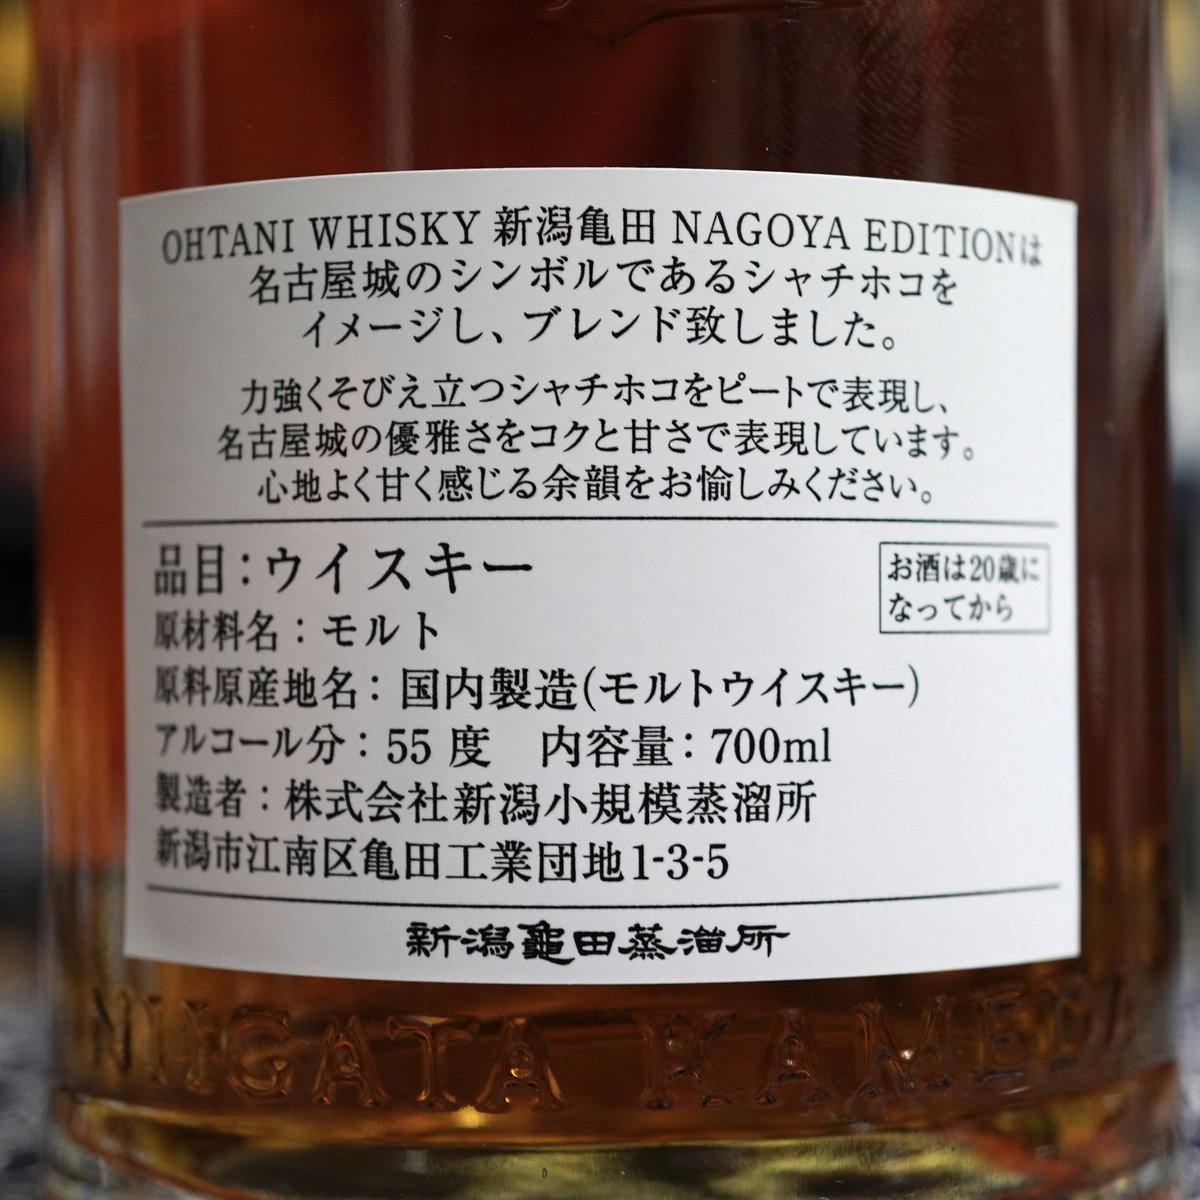 OHTANI WHISKY 新潟亀田 NAGOYA EDITIONは
名古屋城のシンボルであるシャチホコを
イメージし、ブレンド致しました。
力強くそびえ立つシャチホコをピートで表現し、
名古屋城の優雅さをコクと甘さで表現しています。
心地よく甘く感じる余韻をお愉しみください。
品目：ウイスキー
お酒は20歳に
なってから
原材料名：モルト
原料原産地名：国内製造(モルトウイスキー)
アルコール分：55度　内容量：700ml
製造者：株式会社新潟小規模蒸溜所
新潟市江南区亀田工業団地1-3-5
新潟亀田蒸溜所
NIIGATA KAMEDA